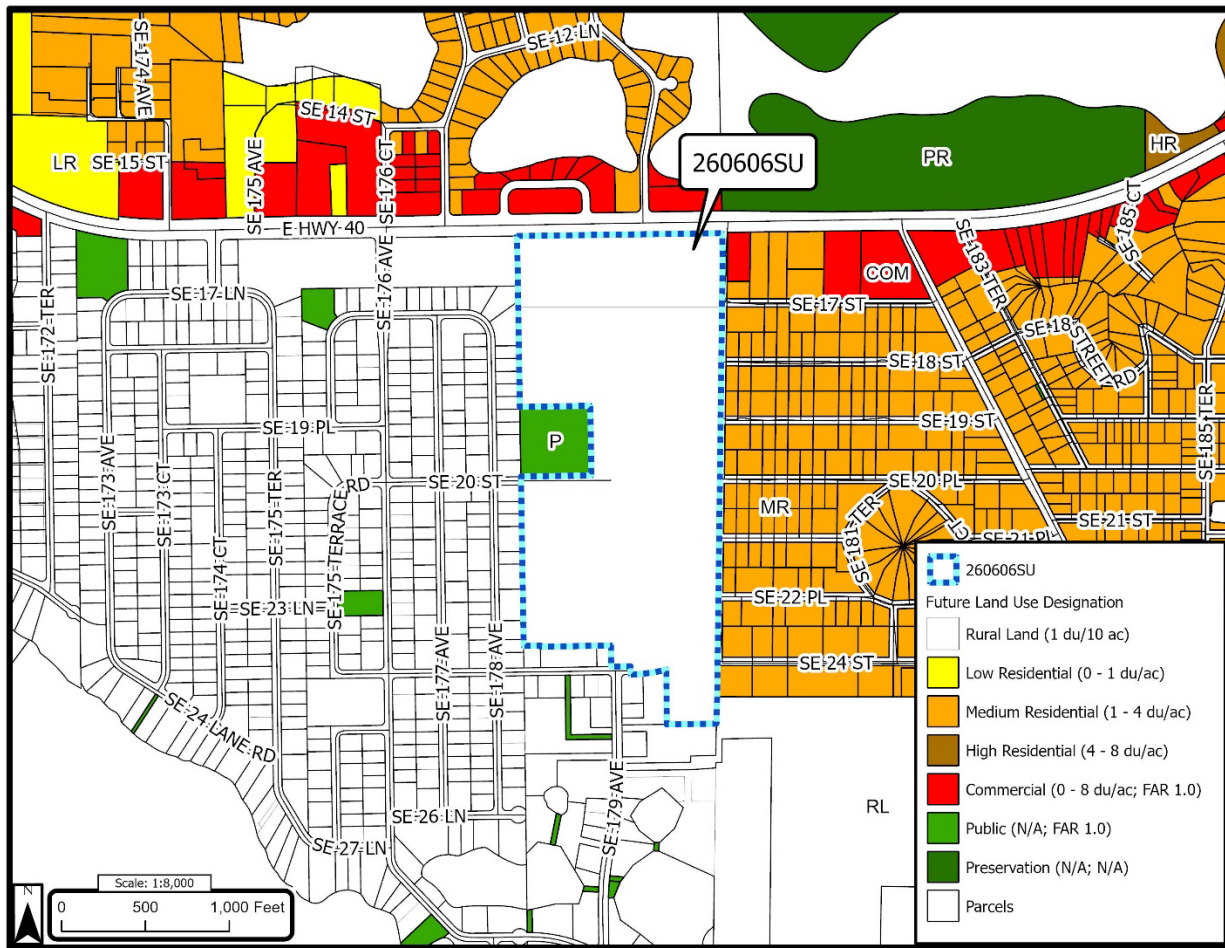 SE 174 AVE
SE 12 LN
SE 14 ST
LR
SE 15 ST
SE 175 AVE
SE 176 CT
260606SU
PR
HR
E HWY 40
SE 185 CT
SE 183 TER
COM
SE 172 TER
SE 17 LN
SE 176 AVE
SE 17 ST
SE 18 ST
SE 18 STREET RD
SE 19 PL
P
SE 19 ST
SE 185 TER
SE 173 AVE
SE 173 CT
SE 175 TER
SE 175 TERRACE RD
SE 20 ST
SE 20 PL
MR
SE 181 TER
CT
SE 21 ST
SE 21 PL
SE 174 CT
SE 23 LN
SE 177 AVE
SE 178 AVE
SE 22 PL
SE 24 ST
SE 24 LANE RD
SE 179 AVE
SE 26 LN
SE 27 LN
RL
260606SU
Future Land Use Designation
Rural Land (1 du/10 ac)
Low Residential (0 - 1 du/ac)
Medium Residential (1 - 4 du/ac)
High Residential (4 - 8 du/ac)
Commercial (0 - 8 du/ac; FAR 1.0)
Public (N/A; FAR 1.0)
Preservation (N/A; N/A)
Parcels
N
Scale: 1:8,000
0 500 1,000 Feet